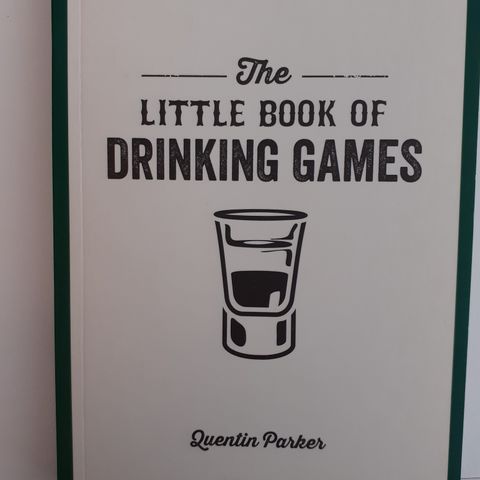 The
LITTLE BOOK OF
DRINKING GAMES
Quentin Parker